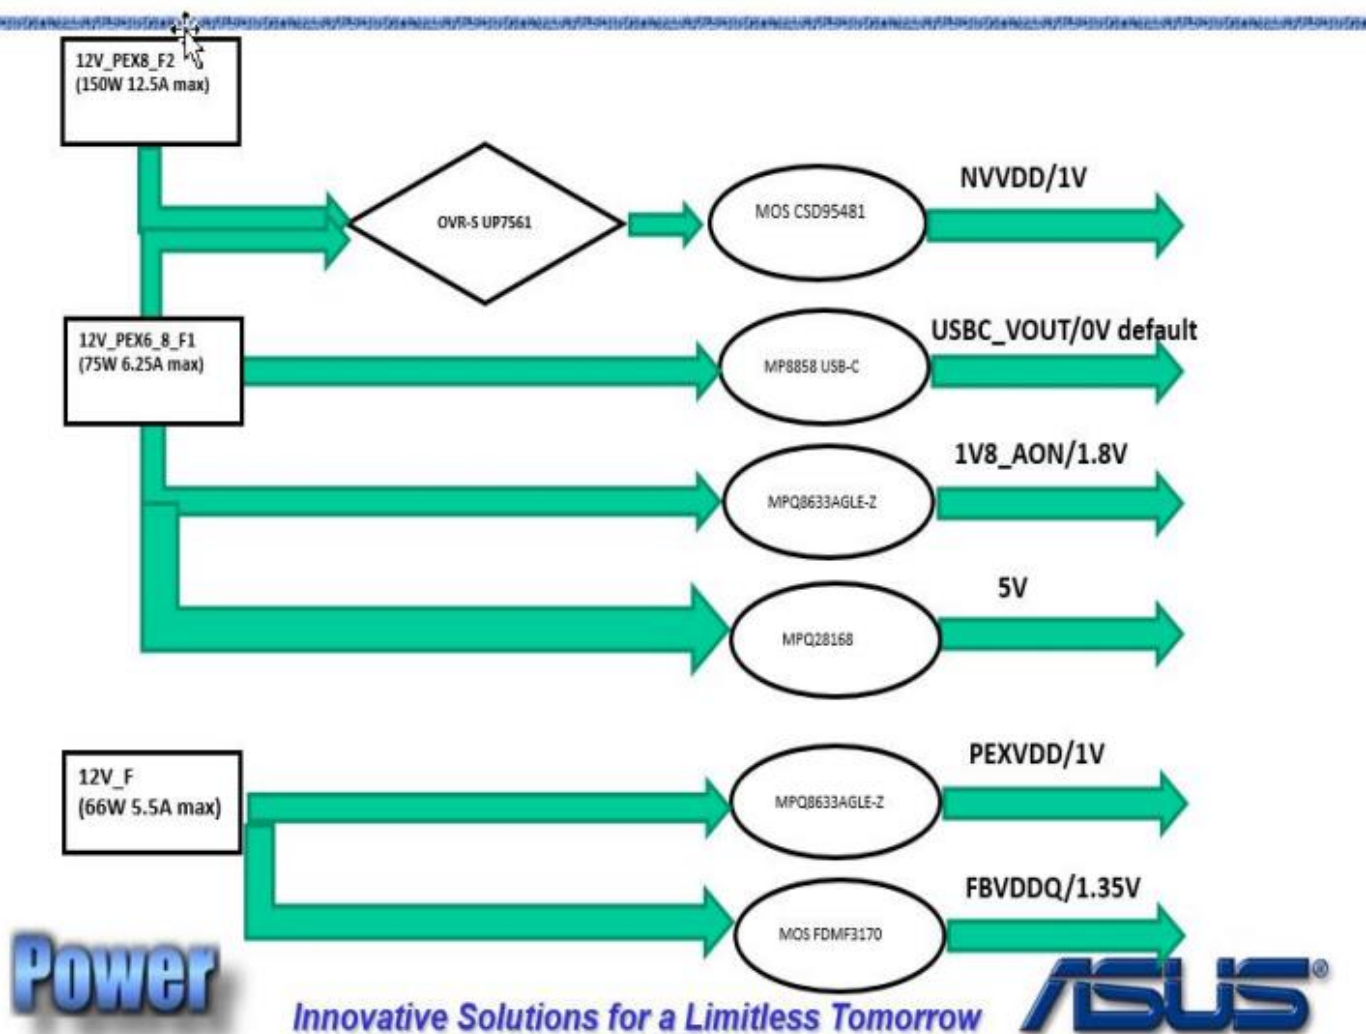 12V_PEX8_F2
(150W 12.5A max)
NVVDD/1V
OVR-S UP7561
MOS CSD95481
12V_PEX6_8_F1
(75W 6.25A max)
USBC_VOUT/0V default
MP8858 USB-C
1V8_AON/1.8V
MPQ8633AGLE-Z
5V
MPQ28168
12V_F
(66W 5.5A max)
PEXVDD/1V
MPQ8633AGLE-Z
FBVDDQ/1.35V
MOS FDMF3170
Power
Innovative Solutions for a Limitless Tomorrow
ASUS®